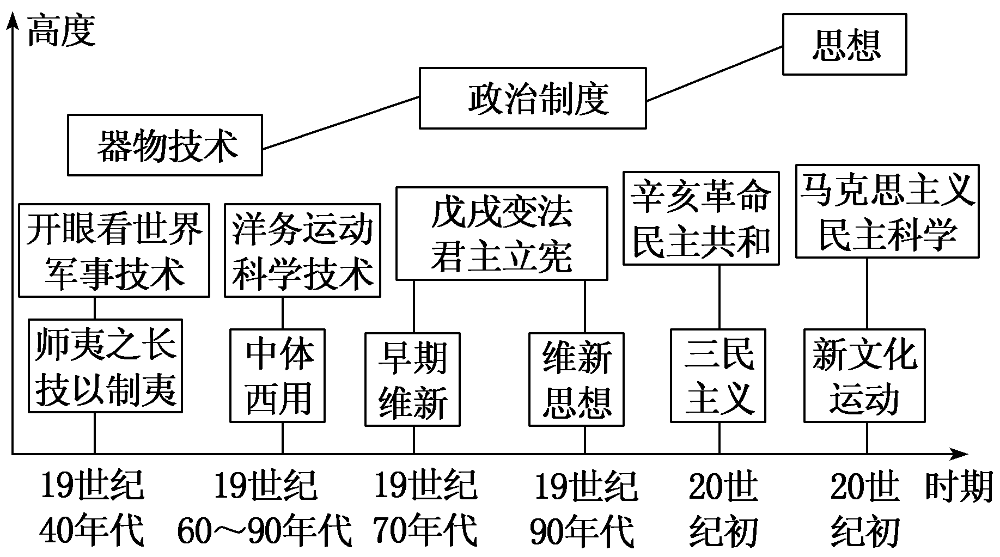 高度
思想
政治制度
器物技术
开眼看世界
军事技术
洋务运动
科学技术
戊戌变法
君主立宪
辛亥革命
民主共和
马克思主义
民主科学
师夷之长
技以制夷
中体
西用
早期
维新
维新
思想
三民
主义
新文化
运动
19世纪
40年代
19世纪
60～90年代
19世纪
70年代
19世纪
90年代
20世
纪初
20世
纪初
时期